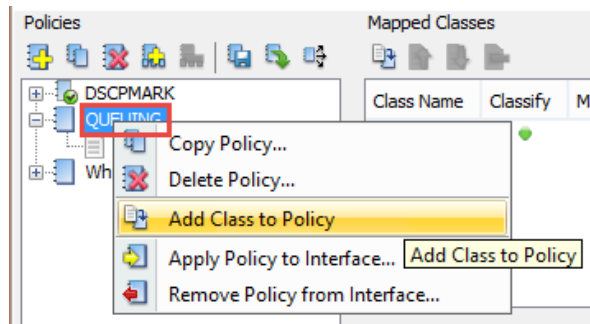 Policies
Mapped Classes
DSCPMARK
Class Name Classify M
QUEUING
Copy Policy...
Wh
Delete Policy...
Add Class to Policy
Apply Policy to Interface...
Add Class to Policy
Remove Policy from Interface...